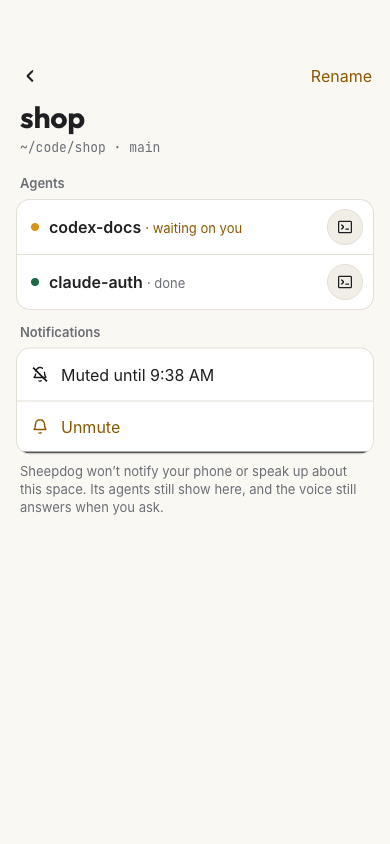 Rename
shop
~/code/shop · main
Agents
codex-docs · waiting on you
claude-auth · done
Notifications
Muted until 9:38 AM
Unmute
Sheepdog won’t notify your phone or speak up about
this space. Its agents still show here, and the voice still
answers when you ask.